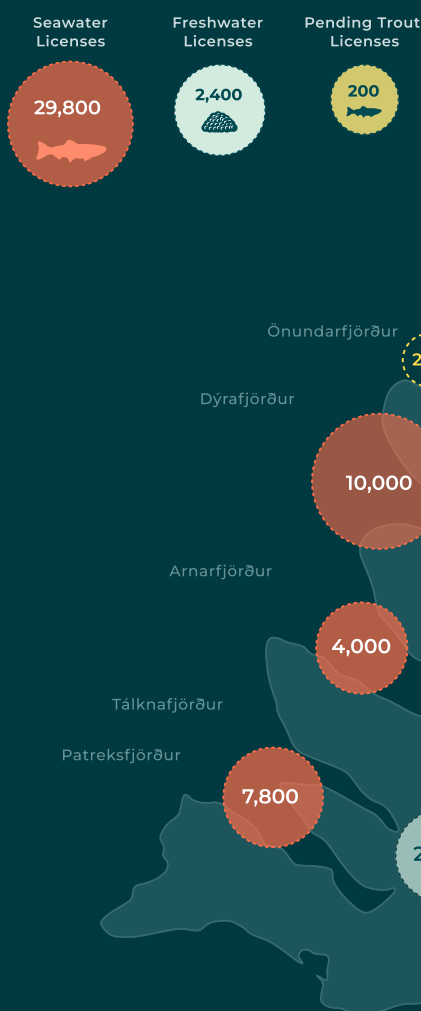 Seawater
Licenses
Freshwater
Licenses
Pending Trout
Licenses
29,800
2,400
200
Önundarfjörður
Dýrafjörður
10,000
Arnarfjörður
4,000
Tálknafjörður
Patreksfjörður
7,800